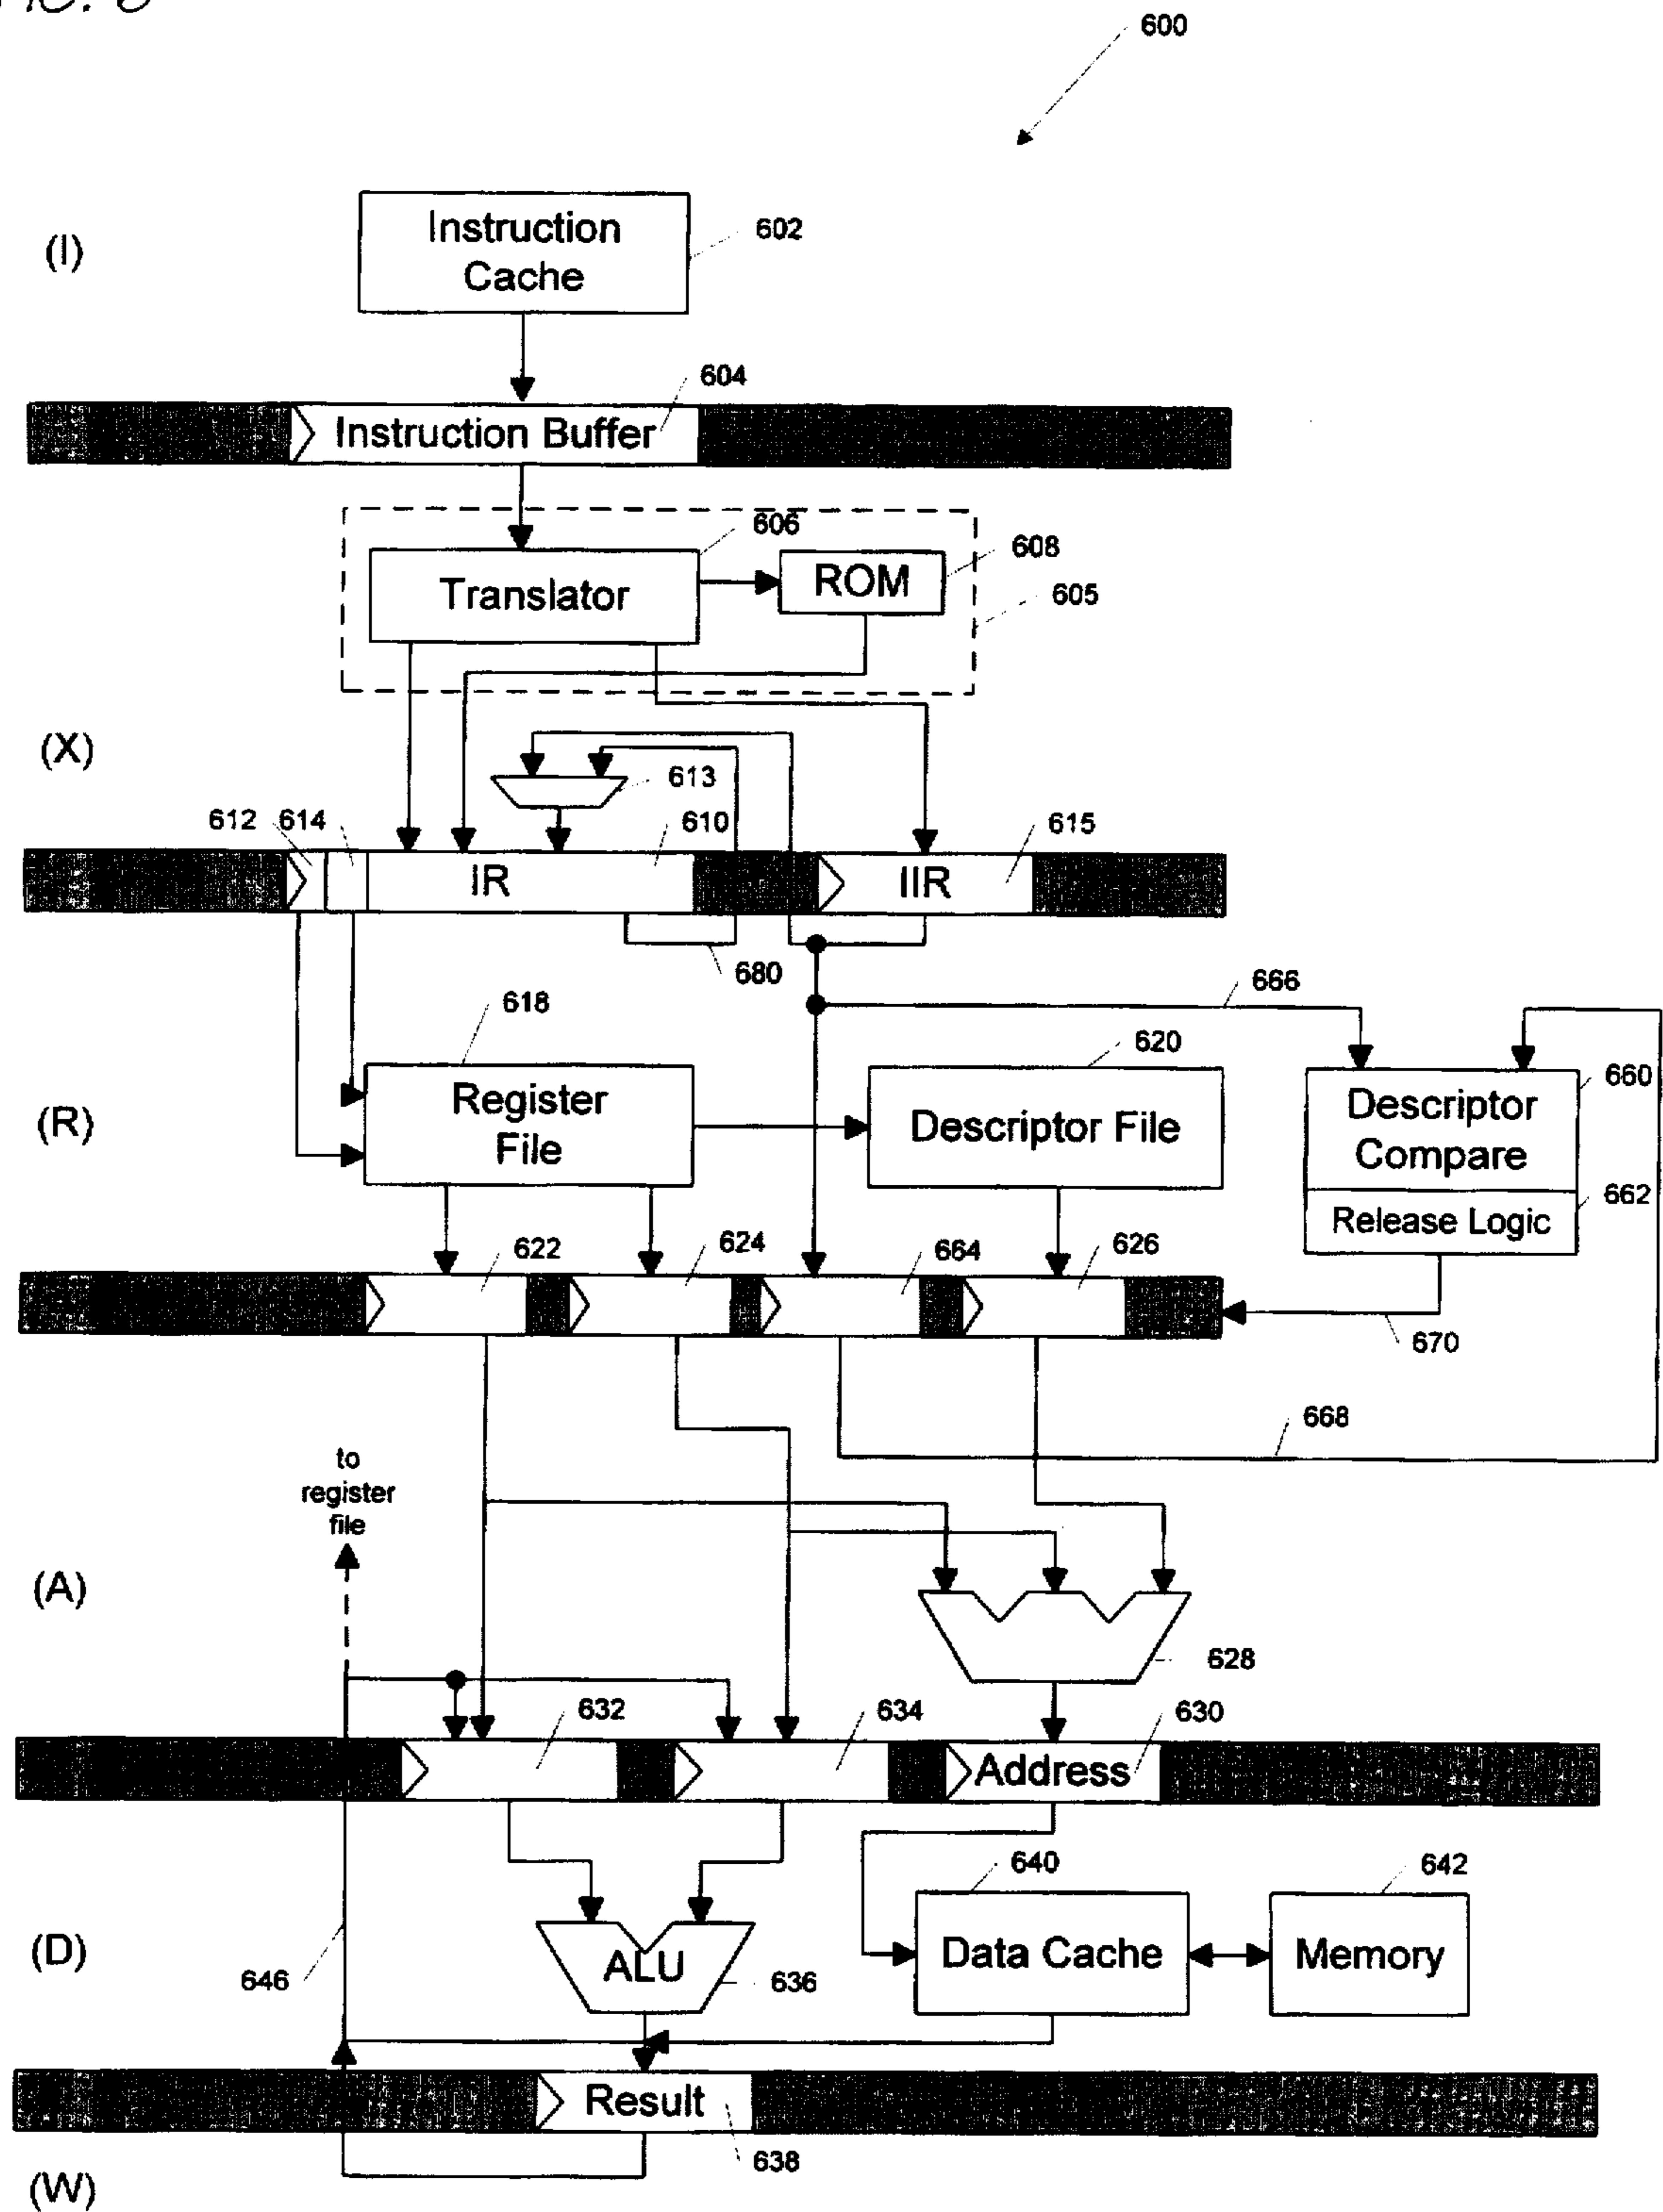 FIG. 6
600
(I)
Instruction
Cache
602
604
Instruction Buffer
606
Translator
ROM
608
605
(X)
613
612
614
610
615
IR
IIR
680
666
618
620
660
(R)
Register
File
Descriptor File
Descriptor
Compare
662
Release Logic
622
624
664
626
670
668
to
register
file
(A)
628
632
634
630
Address
640
642
(D)
646
ALU
636
Data Cache
Memory
Result
638
(W)